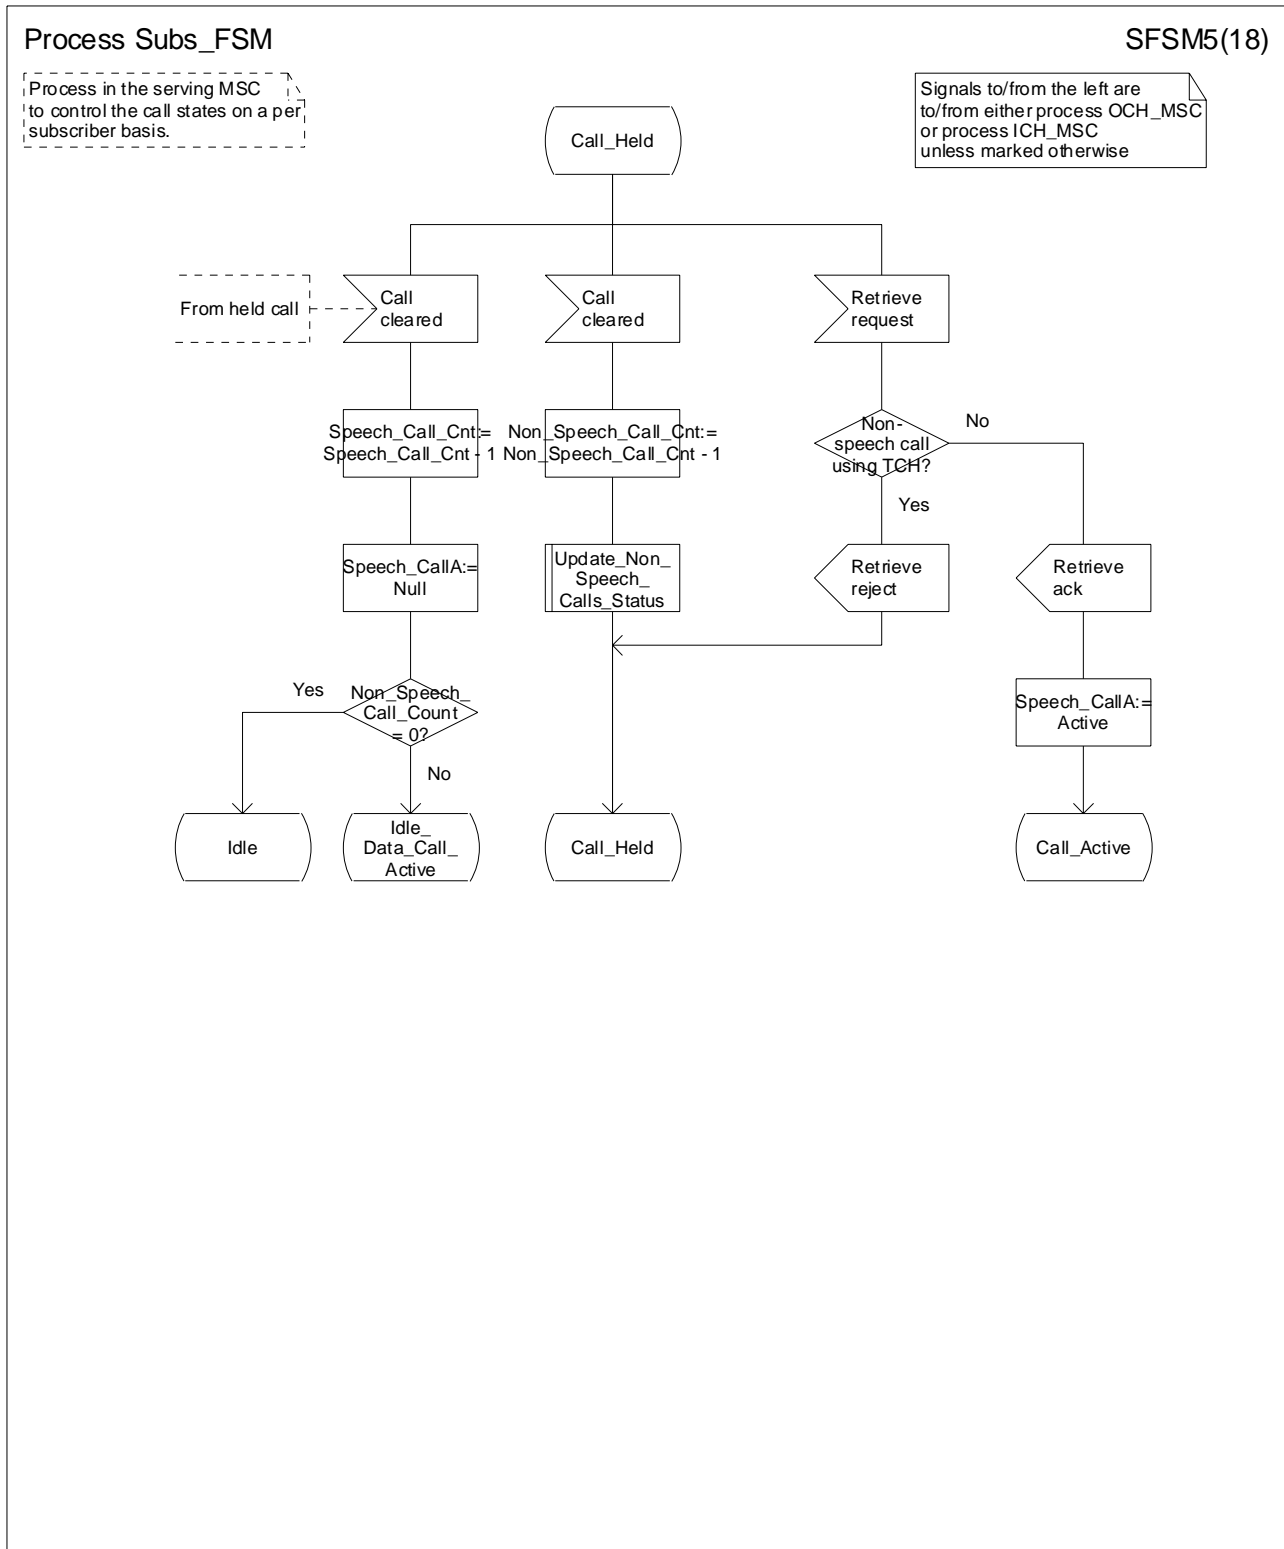 Process Subs_FSM
SFSM5(18)
Process in the serving MSC
to control the call states on a per
subscriber basis.
Signals to/from the left are
to/from either process OCH_MSC
or process ICH_MSC
unless marked otherwise
Call_Held
From held call
Call
cleared
Call
cleared
Retrieve
request
Speech_Call_Cnt:=
Speech_Call_Cnt - 1
Non_Speech_Call_Cnt:=
Non_Speech_Call_Cnt - 1
Non-
speech call
using TCH?
No
Yes
Speech_CallA:=
Null
Update_Non_
Speech_
Calls_Status
Retrieve
reject
Retrieve
ack
Yes
Non_Speech_
Call_Count
= 0?
No
Speech_CallA:=
Active
Idle
Idle_
Data_Call_
Active
Call_Held
Call_Active